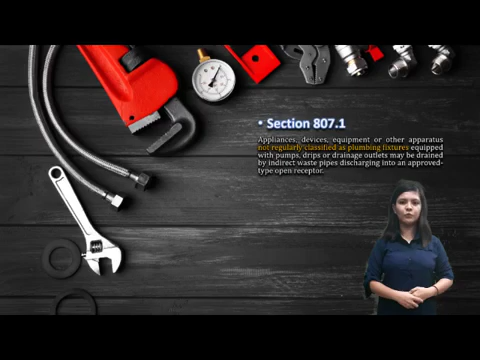 • Section 807.1
Appliances, devices, equipment or other apparatus
not regularly classified as plumbing fixtures equipped
with pumps, drips or drainage outlets may be drained
by indirect waste pipes discharging into an approved-
type open receptor.